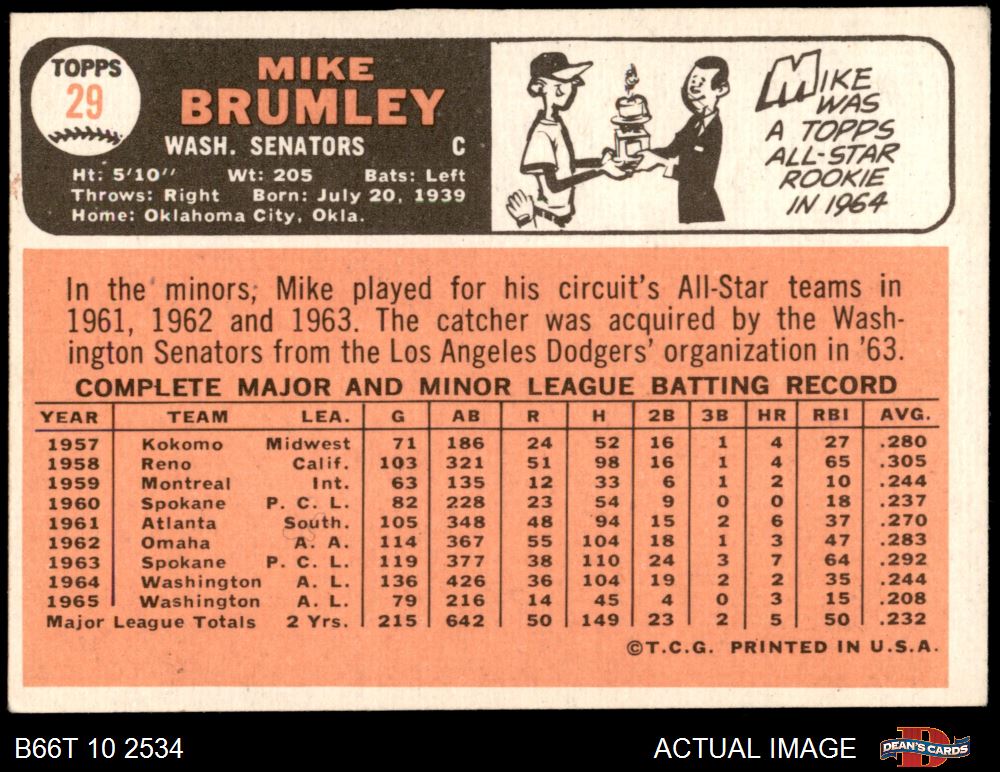 TOPPS
29
MIKE
BRUMLEY
WASH. SENATORS C
Ht: 5'10" Wt: 205 Bats: Left
Throws: Right Born: July 20, 1939
Home: Oklahoma City, Okla.
MIKE
WAS
A TOPPS
ALL-STAR
ROOKIE
IN 1964
In the minors, Mike played for his circuit's All-Star teams in
1961, 1962 and 1963. The catcher was acquired by the Wash-
ington Senators from the Los Angeles Dodgers' organization in '63.
COMPLETE MAJOR AND MINOR LEAGUE BATTING RECORD
YEAR TEAM LEA. G AB R H 2B 3B HR RBI AVG.
1957 Kokomo Midwest 71 186 24 52 16 1 4 27 .280
1958 Reno Calif. 103 321 51 98 16 1 4 65 .305
1959 Montreal Int. 63 135 12 33 6 1 2 10 .244
1960 Spokane P. C. L. 82 228 23 54 9 0 0 18 .237
1961 Atlanta South. 105 348 48 94 15 2 6 37 .270
1962 Omaha A. A. 114 367 55 104 18 1 3 47 .283
1963 Spokane P. C. L. 119 377 38 110 24 3 7 64 .292
1964 Washington A. L. 136 426 36 104 19 2 2 35 .244
1965 Washington A. L. 79 216 14 45 4 0 3 15 .208
Major League Totals 2 Yrs. 215 642 50 149 23 2 5 50 .232
©T.C.G. PRINTED IN U.S.A.
B66T 10 2534 ACTUAL IMAGE DEAN'S CARDS